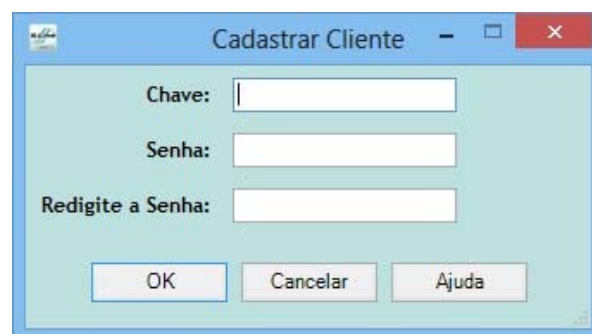 Cadastrar Cliente
Chave:
Senha:
Redigite a Senha:
OK Cancelar Ajuda